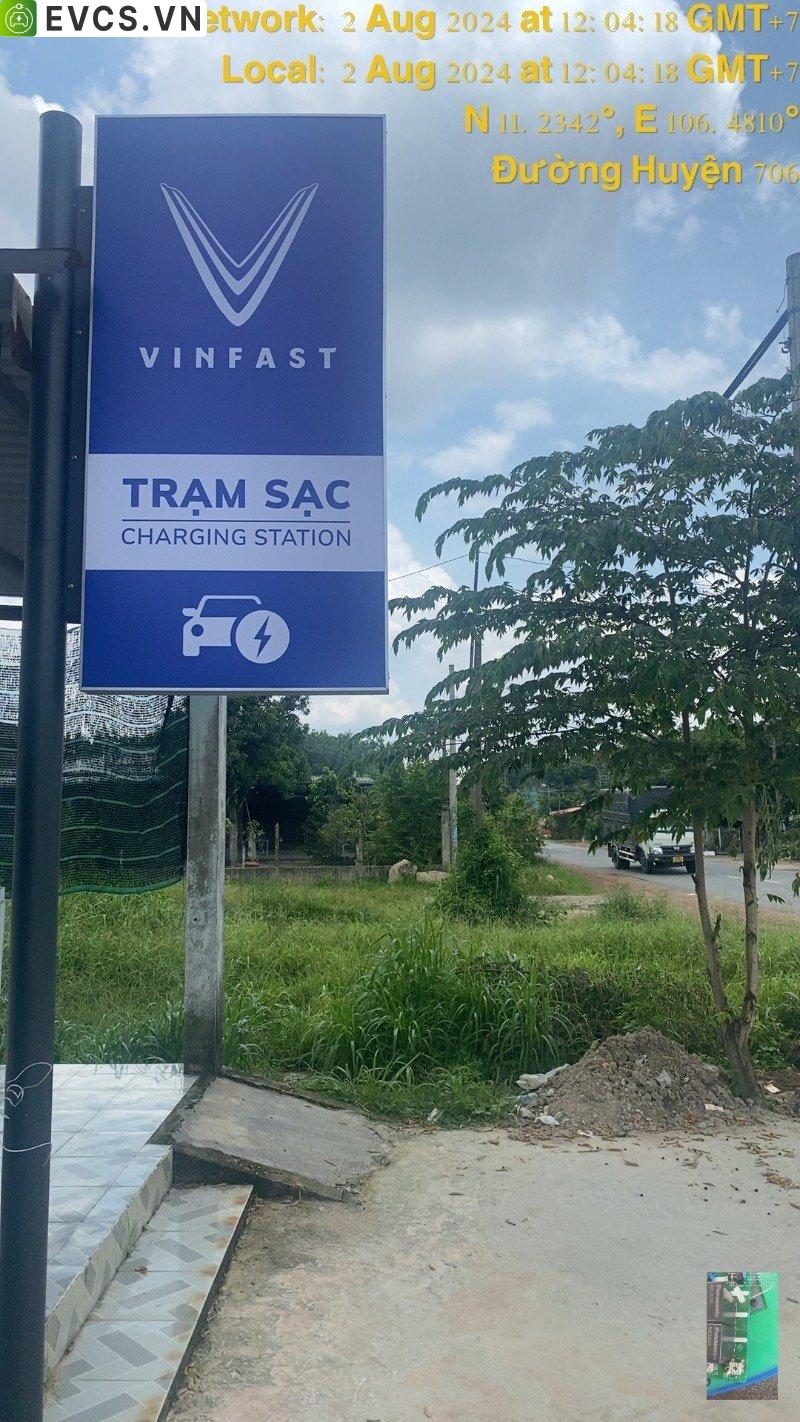 EVCS.VN
etwork: 2 Aug 2024 at 12: 04: 18 GMT+7
Local: 2 Aug 2024 at 12: 04: 18 GMT+7
N 11. 2342°, E 106. 4810°
Đường Huyện 706
VINFAST
TRẠM SẠC
CHARGING STATION